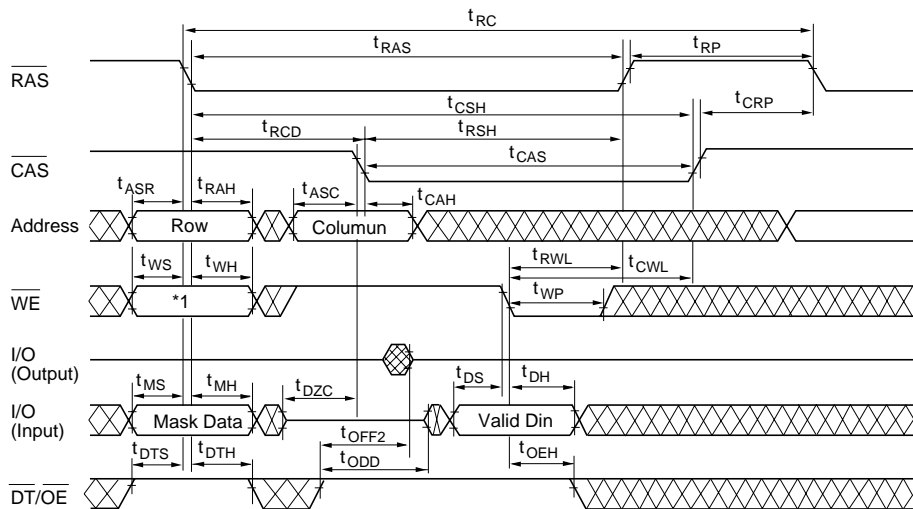 tRC
tRAS
tRP
RAS
tCSH
tCRP
tRCD
tRSH
CAS
tCAS
tASR
tRAH
tASC
tCAH
Address
Row
Columun
tRWL
tWS
tWH
tCWL
WE
*1
tWP
I/O
(Output)
tMS
tMH
tDZC
tDS
tDH
I/O
(Input)
Mask Data
Valid Din
tOFF2
tDTS
tDTH
tODD
tOEH
DT/OE